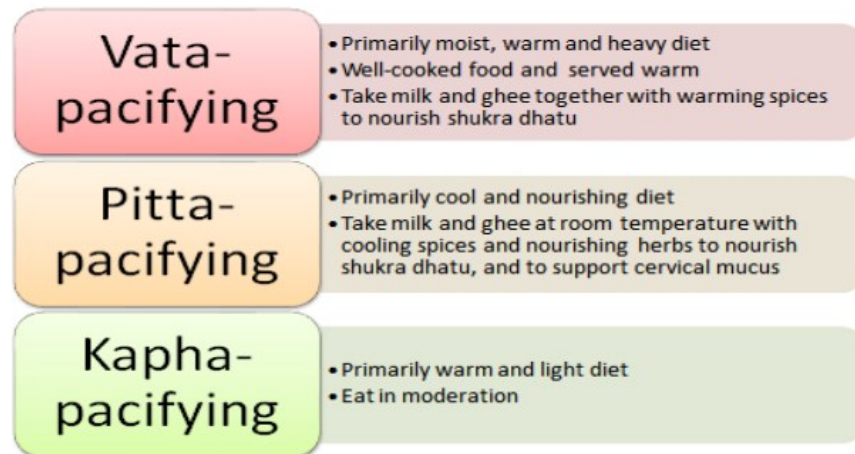 Vata-
pacifying
• Primarily moist, warm and heavy diet
• Well-cooked food and served warm
• Take milk and ghee together with warming spices
to nourish shukra dhatu
Pitta-
pacifying
• Primarily cool and nourishing diet
• Take milk and ghee at room temperature with
cooling spices and nourishing herbs to nourish
shukra dhatu, and to support cervical mucus
Kapha-
pacifying
• Primarily warm and light diet
• Eat in moderation